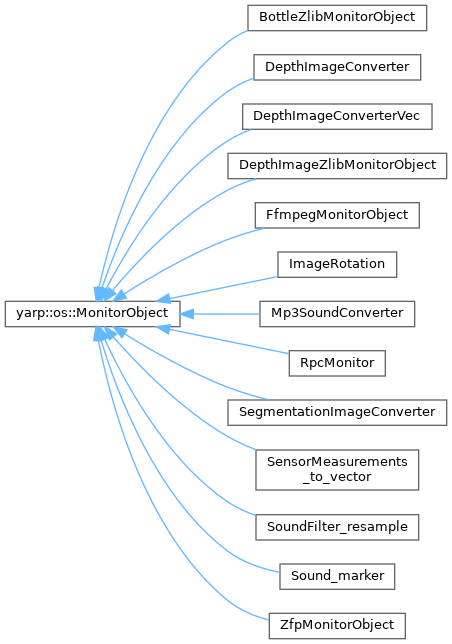 BottleZlibMonitorObject
DepthImageConverter
DepthImageConverterVec
DepthImageZlibMonitorObject
FfmpegMonitorObject
ImageRotation
yarp::os::MonitorObject
Mp3SoundConverter
RpcMonitor
SegmentationImageConverter
SensorMeasurements
_to_vector
SoundFilter_resample
Sound_marker
ZfpMonitorObject